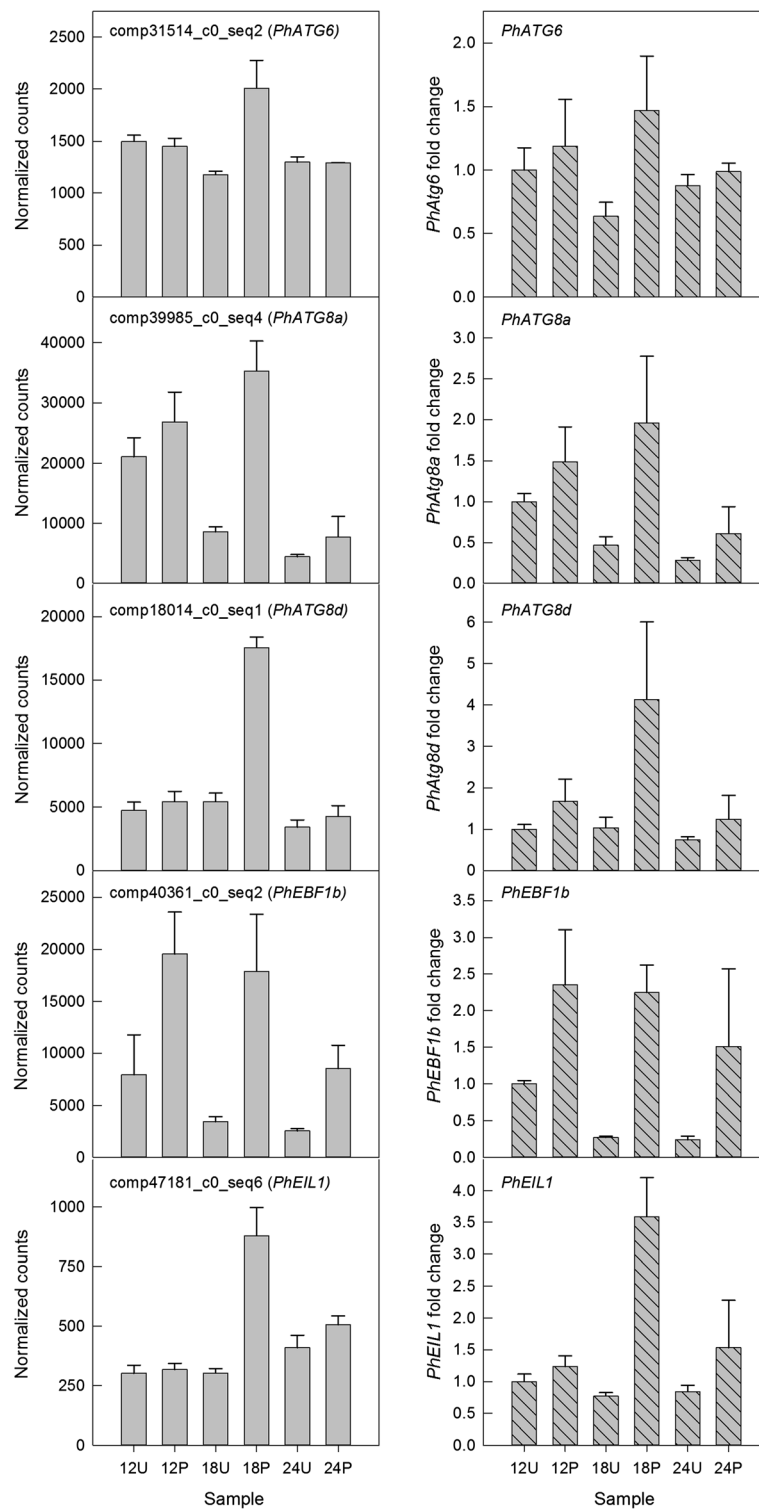 comp31514_c0_seq2 (PhATG6)
Normalized counts
2500
2000
1500
1000
500
0
PhATG6
PhAtg6 fold change
2.0
1.5
1.0
0.5
0.0
comp39985_c0_seq4 (PhATG8a)
Normalized counts
40000
30000
20000
10000
0
PhATG8a
PhAtg8a fold change
3.0
2.5
2.0
1.5
1.0
0.5
0.0
comp18014_c0_seq1 (PhATG8d)
Normalized counts
20000
15000
10000
5000
0
PhATG8d
PhAtg8d fold change
6
5
4
3
2
1
0
comp40361_c0_seq2 (PhEBF1b)
Normalized counts
25000
20000
15000
10000
5000
0
PhEBF1b
PhEBF1b fold change
3.5
3.0
2.5
2.0
1.5
1.0
0.5
0.0
comp47181_c0_seq6 (PhEIL1)
Normalized counts
1000
750
500
250
0
12U 12P 18U 18P 24U 24P
Sample
PhEIL1
PhEIL1 fold change
4.0
3.5
3.0
2.5
2.0
1.5
1.0
0.5
0.0
12U 12P 18U 18P 24U 24P
Sample